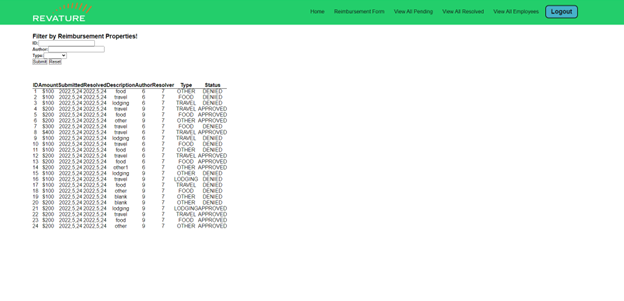 REVATURE
Home Reimbursement Form View All Pending View All Resolved View All Employees Logout
Filter by Reimbursement Properties!
ID:
Author:
Type:
Submit Reset
ID Amount Submitted Resolved Description Author Resolver Type Status
1 $100 2022,5,24 2022,5,24 food 6 7 OTHER DENIED
2 $100 2022,5,24 2022,5,24 travel 6 7 FOOD DENIED
3 $100 2022,5,24 2022,5,24 lodging 6 7 TRAVEL DENIED
4 $200 2022,5,24 2022,5,24 travel 9 7 TRAVEL APPROVED
5 $200 2022,5,24 2022,5,24 food 9 7 FOOD APPROVED
6 $200 2022,5,24 2022,5,24 other 9 7 OTHER APPROVED
7 $300 2022,5,24 2022,5,24 travel 6 7 FOOD DENIED
8 $400 2022,5,24 2022,5,24 travel 6 7 TRAVEL APPROVED
9 $100 2022,5,24 2022,5,24 lodging 6 7 TRAVEL DENIED
10 $100 2022,5,24 2022,5,24 travel 6 7 FOOD DENIED
11 $100 2022,5,24 2022,5,24 food 6 7 OTHER DENIED
12 $200 2022,5,24 2022,5,24 travel 6 7 TRAVEL APPROVED
13 $200 2022,5,24 2022,5,24 food 6 7 FOOD APPROVED
14 $200 2022,5,24 2022,5,24 other1 6 7 OTHER APPROVED
15 $100 2022,5,24 2022,5,24 lodging 9 7 OTHER DENIED
16 $100 2022,5,24 2022,5,24 travel 9 7 LODGING DENIED
17 $100 2022,5,24 2022,5,24 food 9 7 TRAVEL DENIED
18 $100 2022,5,24 2022,5,24 other 9 7 FOOD DENIED
19 $100 2022,5,24 2022,5,24 blank 9 7 OTHER DENIED
20 $200 2022,5,24 2022,5,24 blank 9 7 OTHER DENIED
21 $200 2022,5,24 2022,5,24 lodging 9 7 LODGING APPROVED
22 $200 2022,5,24 2022,5,24 travel 9 7 TRAVEL APPROVED
23 $200 2022,5,24 2022,5,24 food 9 7 FOOD APPROVED
24 $200 2022,5,24 2022,5,24 other 9 7 OTHER APPROVED